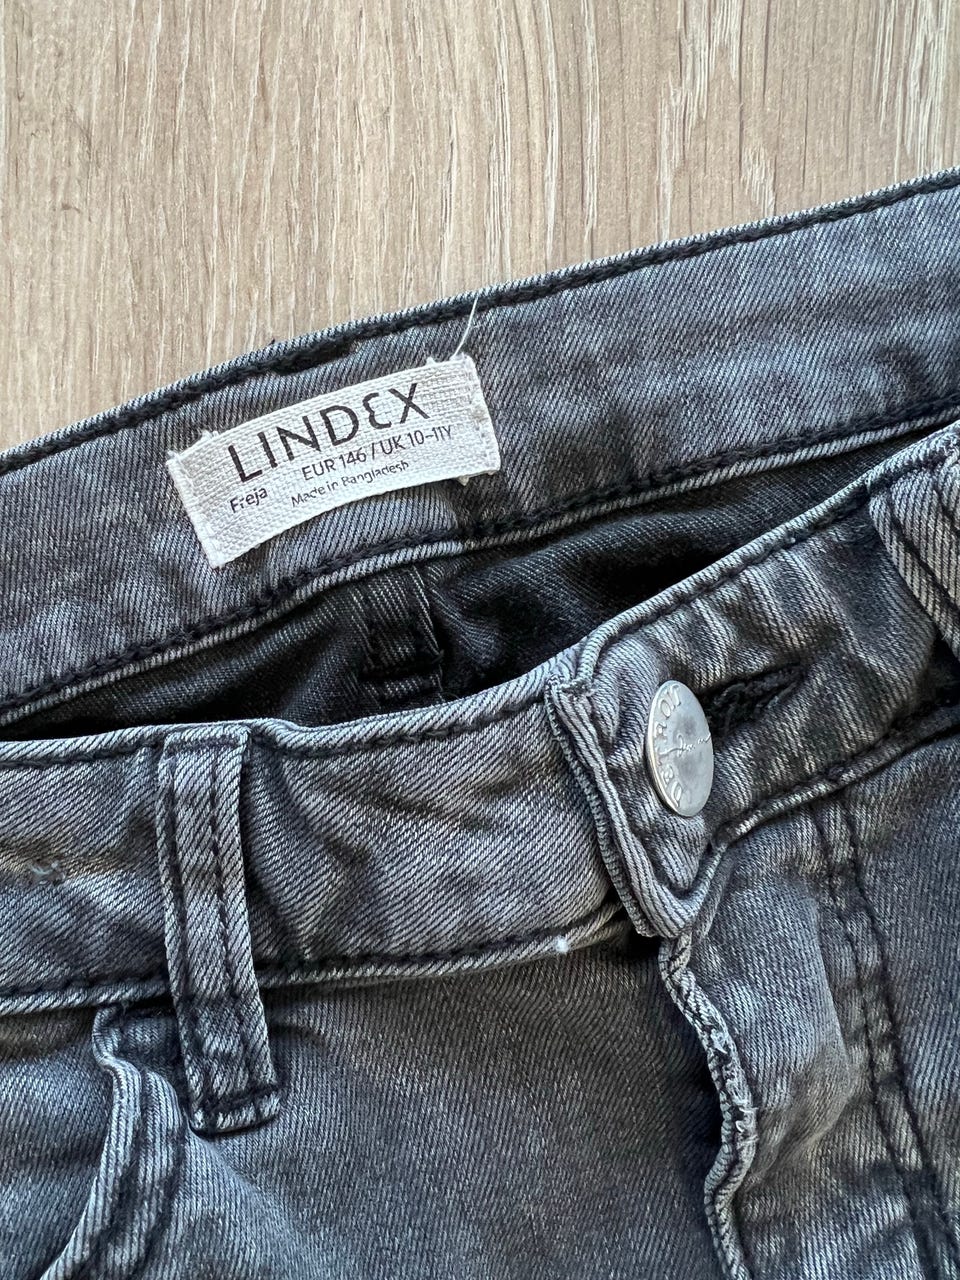 LINDEX
EUR 146 / UK 10-11Y
Freja
Made in Bangladesh